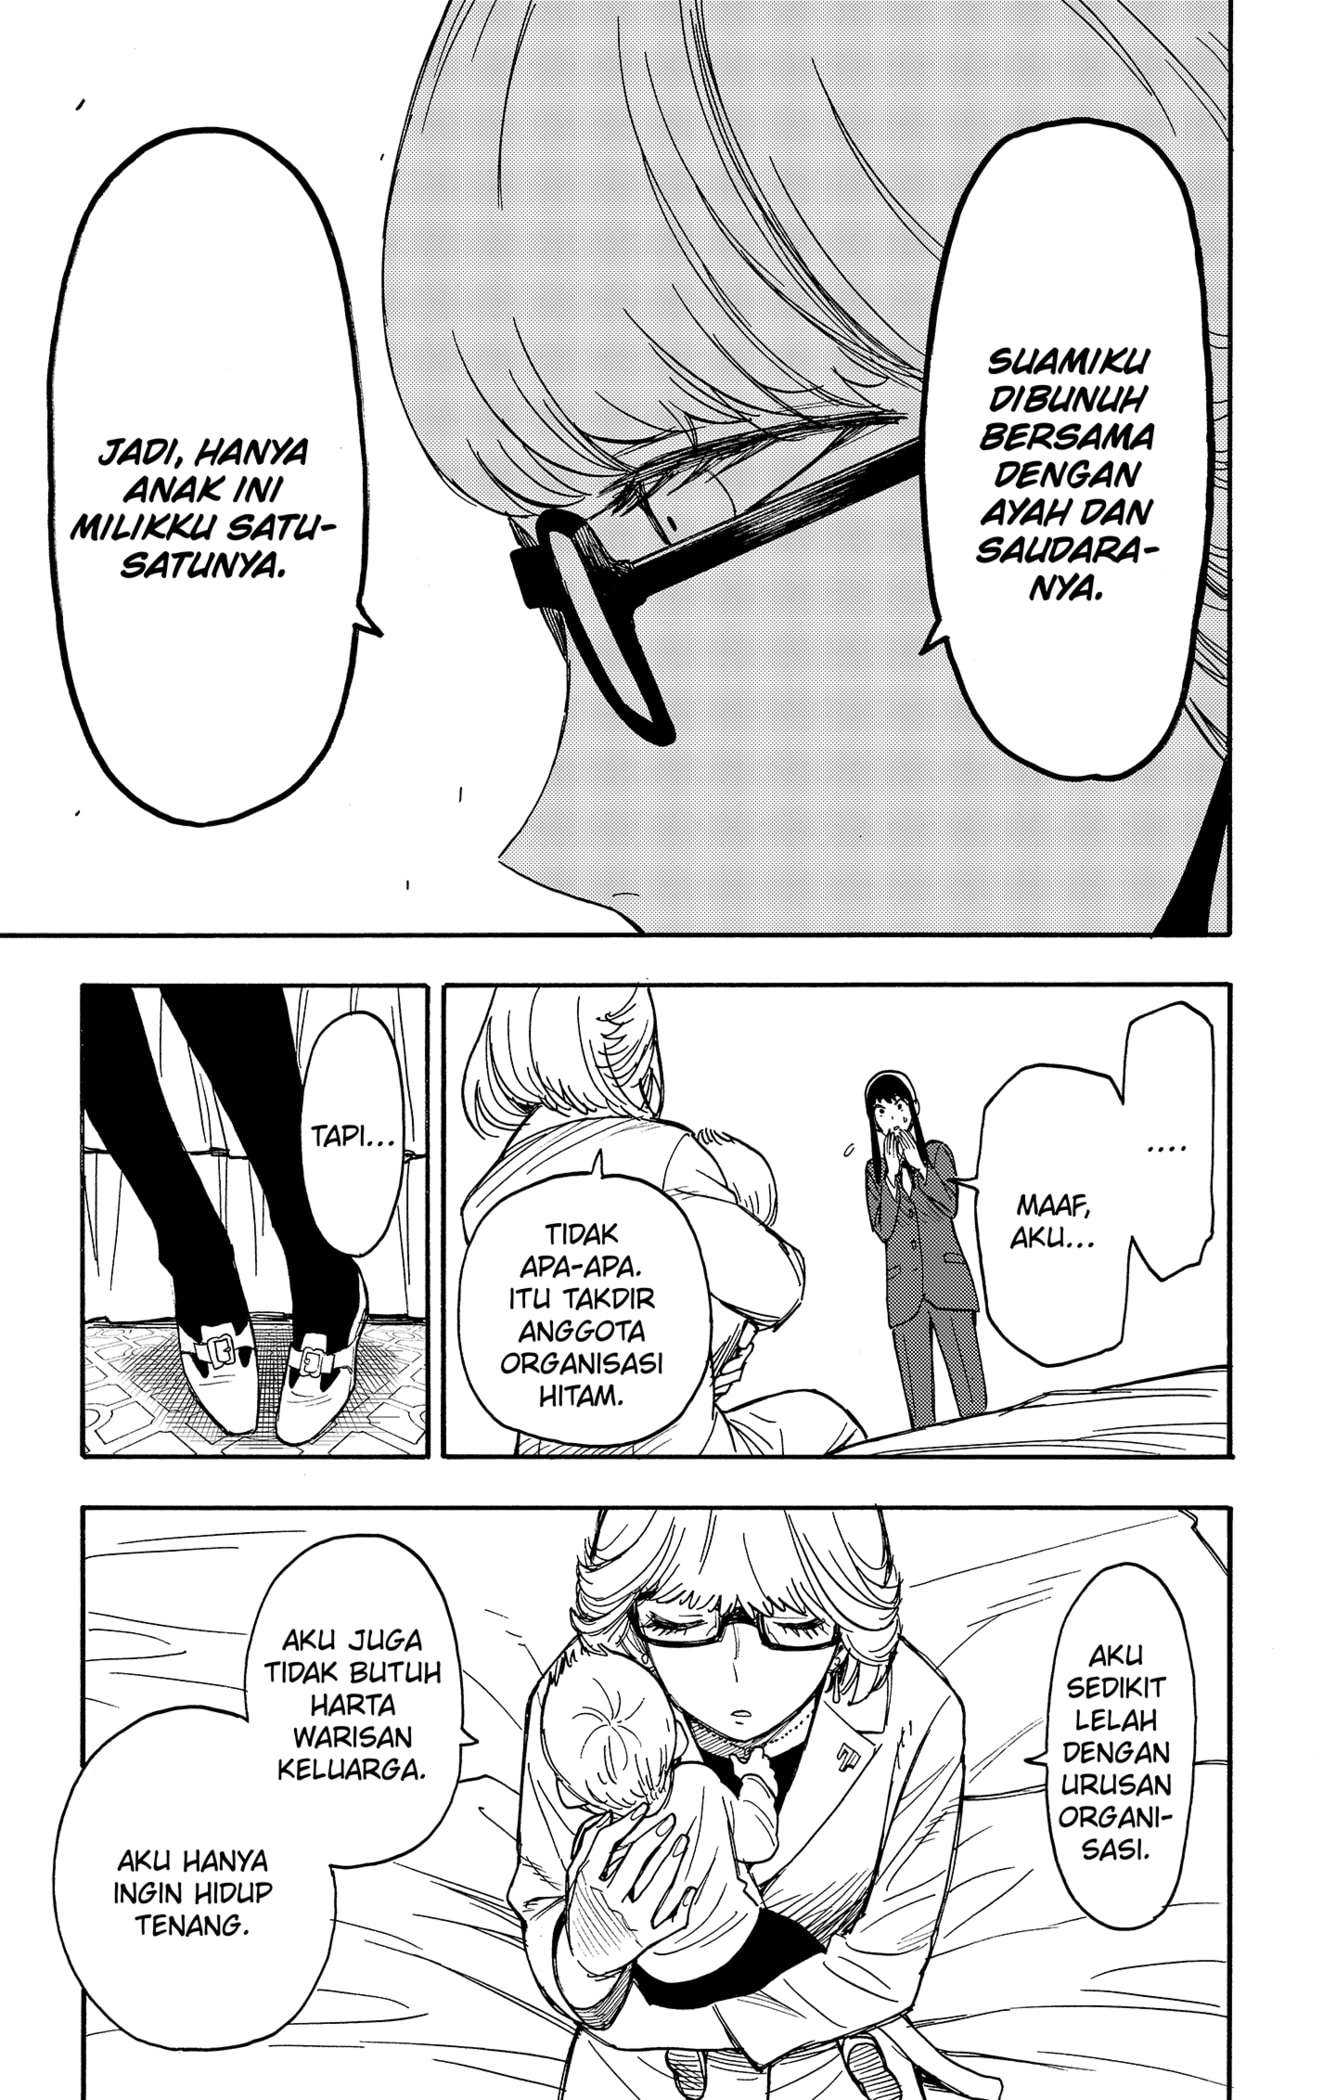 SUAMIKU
DIBUNUH
BERSAMA
DENGAN
AYAH DAN
SAUDARA-
NYA.
JADI, HANYA
ANAK INI
MILIKKU SATU-
SATUNYA.
....
MAAF,
AKU...
TIDAK
APA-APA.
ITU TAKDIR
ANGGOTA
ORGANISASI
HITAM.
TAPI...
AKU
SEDIKIT
LELAH
DENGAN
URUSAN
ORGANI-
SASI.
AKU JUGA
TIDAK BUTUH
HARTA
WARISAN
KELUARGA.
AKU HANYA
INGIN HIDUP
TENANG.